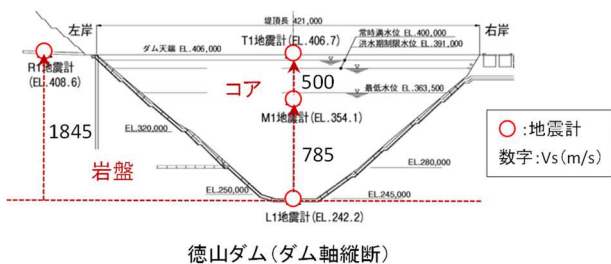 左岸
堤頂長 421,000
右岸
ダム天端 EL.406,000
T1地震計(EL.406.7)
常時満水位 EL.400,000
洪水期制限水位 EL.391,000
R1地震計
(EL.408.6)
500
コア
最低水位 EL.363,500
M1地震計(EL.354.1)
1845
EL.320,000
785
岩盤
EL.280,000
EL.250,000
EL.245,000
L1地震計(EL.242.2)
:地震計
数字:Vs(m/s)
徳山ダム(ダム軸縦断)